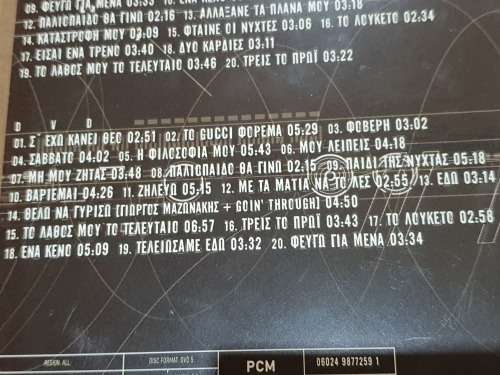 09. ΦΕΥΓΩ ΓΙΑ ΜΕΝΑ 03:33 10. ΕΝΑ ΚΕΝΟ
12. ΠΑΛΙΟΠΑΙΔΟ ΘΑ ΓΙΝΩ 02:16 13. ΑΛΛΑΞΑΝΕ ΤΑ ΠΛΑΝΑ ΜΟΥ 03:18
14. ΚΑΤΑΣΤΡΟΦΗ ΜΟΥ 03:09 15. ΦΤΑΙΝΕ ΟΙ ΝΥΧΤΕΣ 03:06 16. ΤΟ ΛΟΥΚΕΤΟ 02:34
17. ΕΙΣΑΙ ΕΝΑ ΤΡΕΝΟ 03:40 18. ΔΥΟ ΚΑΡΔΙΕΣ 03:11
19. ΤΟ ΛΑΘΟΣ ΜΟΥ ΤΟ ΤΕΛΕΥΤΑΙΟ 03:46 20. ΤΡΕΙΣ ΤΟ ΠΡΩΪ 03:22
D V D
01. Σ' ΕΧΩ ΚΑΝΕΙ ΘΕΟ 02:51 02. ΤΟ GUCCI ΦΟΡΕΜΑ 05:29 03. ΦΟΒΕΡΗ 03:02
04. ΣΑΒΒΑΤΟ 04:02 05. Η ΦΙΛΟΣΟΦΙΑ ΜΟΥ 05:43 06. ΜΟΥ ΛΕΙΠΕΙΣ 04:18
07. ΜΗ ΜΟΥ ΖΗΤΑΣ 03:48 08. ΠΑΛΙΟΠΑΙΔΟ ΘΑ ΓΙΝΩ 02:15 09. ΠΑΙΔΙ ΤΗΣ ΝΥΧΤΑΣ 05:18
10. ΒΑΡΙΕΜΑΙ 04:26 11. ΖΗΛΕΥΩ 05:15 12. ΜΕ ΤΑ ΜΑΤΙΑ ΝΑ ΤΟ ΛΕΣ 02:55 13. ΕΔΩ 03:14
14. ΘΕΛΩ ΝΑ ΓΥΡΙΣΩ [ΓΙΩΡΓΟΣ ΜΑΖΩΝΑΚΗΣ + GOIN' THROUGH] 04:50
15. ΤΟ ΛΑΘΟΣ ΜΟΥ ΤΟ ΤΕΛΕΥΤΑΙΟ 06:57 16. ΤΡΕΙΣ ΤΟ ΠΡΩΪ 03:43 17. ΤΟ ΛΟΥΚΕΤΟ 02:58
18. ΕΝΑ ΚΕΝΟ 05:09 19. ΤΕΛΕΙΩΣΑΜΕ ΕΔΩ 03:32 20. ΦΕΥΓΩ ΓΙΑ ΜΕΝΑ 03:34
REGION: ALL DISC FORMAT: DVD 5 PCM 06024 9877259 1